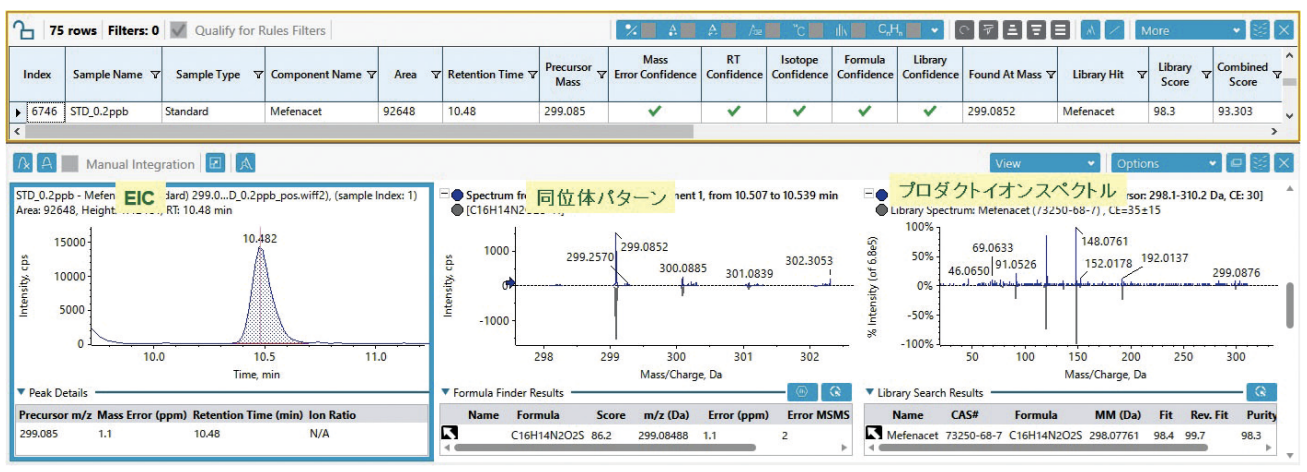 75 rows Filters: 0 Qualify for Rules Filters More
Index Sample Name Sample Type Component Name Area Retention Time Precursor Mass Mass Error Confidence RT Confidence Isotope Confidence Formula Confidence Library Confidence Found At Mass Library Hit Library Score Combined Score
6746 STD_0.2ppb Standard Mefenacet 92648 10.48 299.085 299.0852 Mefenacet 98.3 93.303
Manual Integration View Options
STD_0.2ppb - Mefen dard) 299.0...D_0.2ppb_pos.wiff2), (sample Index: 1)
EIC
Area: 92648, Height: RT: 10.48 min
10.482
15000
10000
5000
0
Intensity, cps
10.0 10.5 11.0
Time, min
Peak Details
Precursor m/z Mass Error (ppm) Retention Time (min) Ion Ratio
299.085 1.1 10.48 N/A
Spectrum fr ment 1, from 10.507 to 10.539 min
同位体パターン
[C16H14N2O2S
299.2570 299.0852 300.0885 301.0839 302.3053
1000
0
-1000
Intensity, cps
298 299 300 301 302
Mass/Charge, Da
Formula Finder Results
Name Formula Score m/z (Da) Error (ppm) Error MSMS
C16H14N2O2S 86.2 299.08488 1.1 2
プロダクトイオンスペクトル
rsor: 298.1-310.2 Da, CE: 30]
Library Spectrum: Mefenacet (73250-68-7) , CE=35±15
100%
50%
0%
-50%
-100%
% Intensity (of 6.8e5)
46.0650 69.0633 91.0526 148.0761 152.0178 192.0137 299.0876
50 100 150 200 250 300
Mass/Charge, Da
Library Search Results
Name CAS# Formula MM (Da) Fit Rev. Fit Purity
Mefenacet 73250-68-7 C16H14N2O2S 298.07761 98.4 99.7 98.3